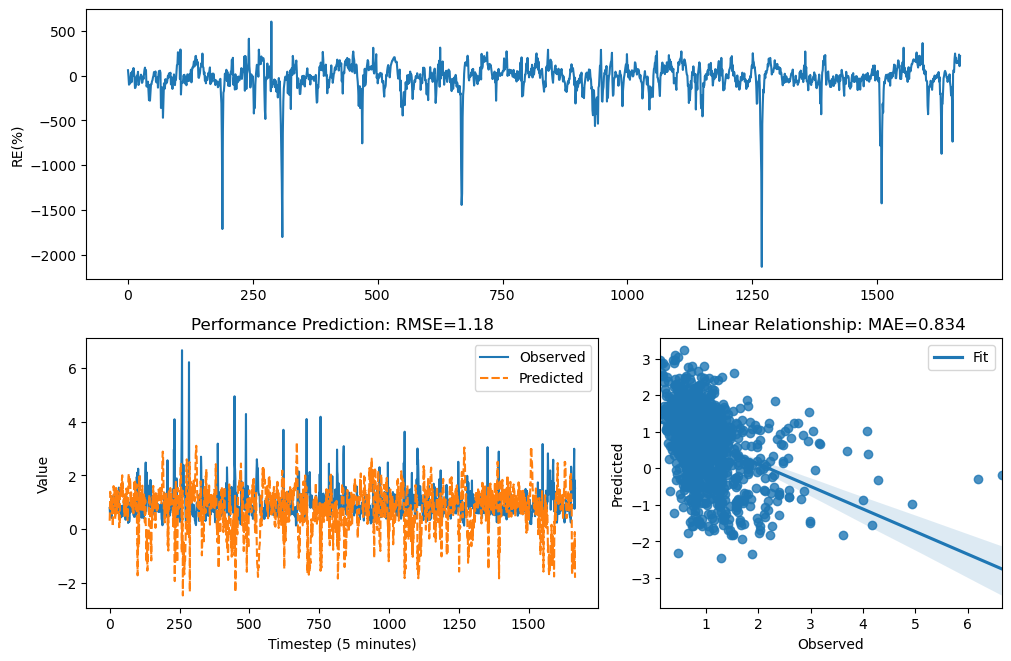 500
0
−500
−1000
−1500
−2000
RE(%)
0 250 500 750 1000 1250 1500
Performance Prediction: RMSE=1.18
Observed
Predicted
6
4
2
0
−2
Value
0 250 500 750 1000 1250 1500
Timestep (5 minutes)
Linear Relationship: MAE=0.834
Fit
3
2
1
0
−1
−2
−3
Predicted
1 2 3 4 5 6
Observed